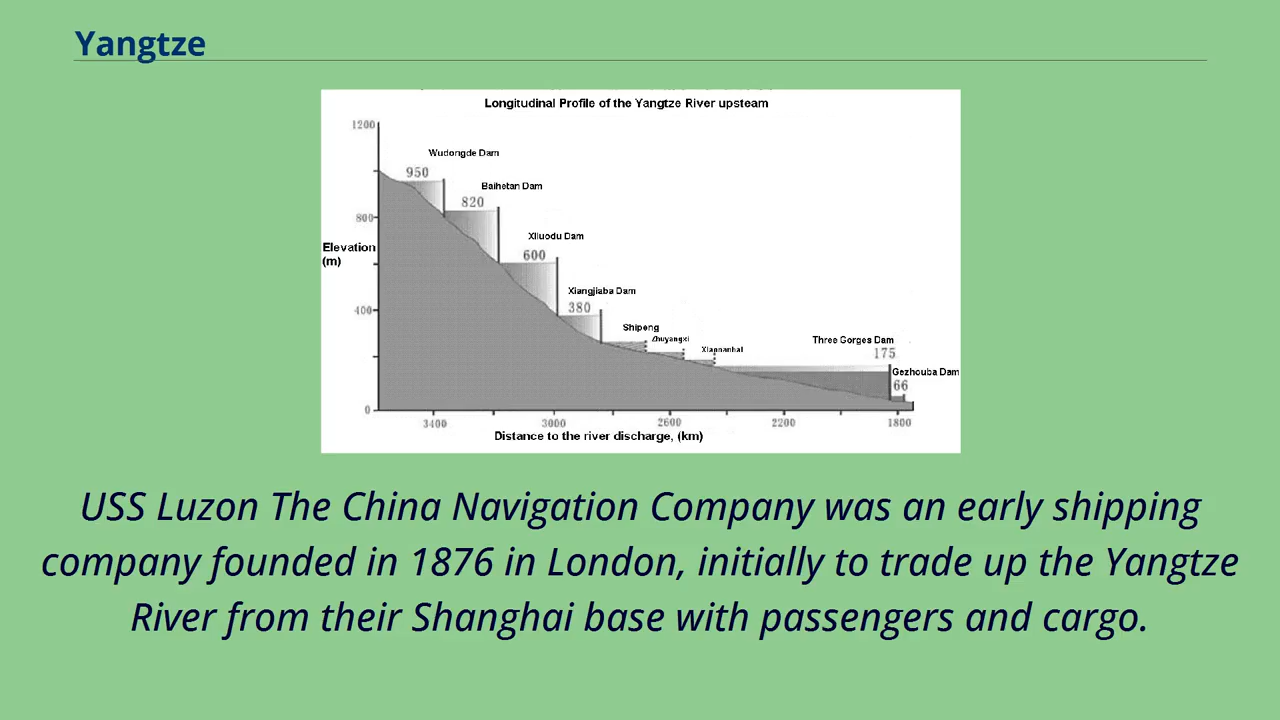 Yangtze
Longitudinal Profile of the Yangtze River upsteam
1200
Wudongde Dam
950
Baihetan Dam
820
800
Xiluodu Dam
Elevation
(m)
600
Xiangjiaba Dam
380
400
Shipeng
Zhuyangxi
Xiaonanhai
Three Gorges Dam
175
Gezhouba Dam
66
0
3400 3000 2600 2200 1800
Distance to the river discharge, (km)
USS Luzon The China Navigation Company was an early shipping
company founded in 1876 in London, initially to trade up the Yangtze
River from their Shanghai base with passengers and cargo.